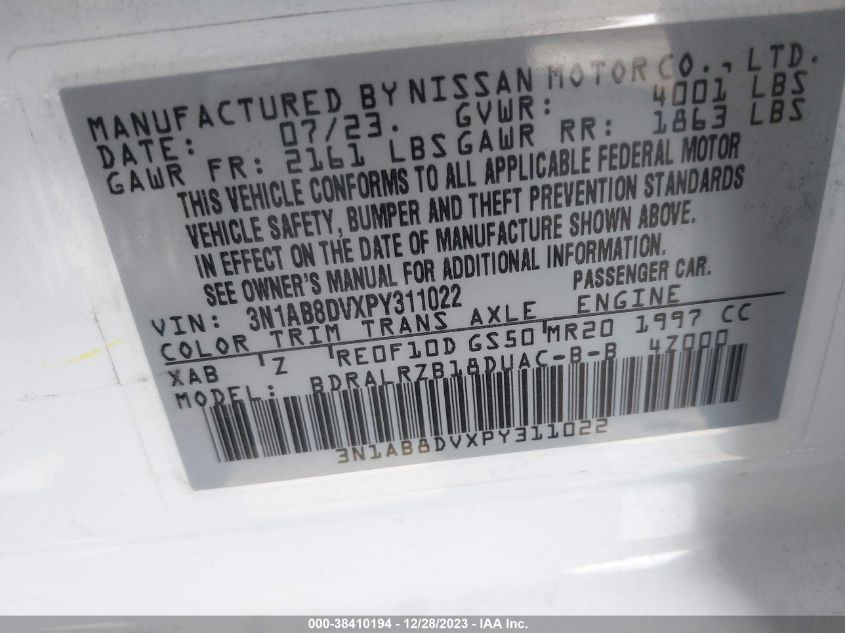 MANUFACTURED BY NISSAN MOTOR CO., LTD.
DATE: 07/23. GVWR: 4001 LBS
GAWR FR: 2161 LBS GAWR RR: 1863 LBS
THIS VEHICLE CONFORMS TO ALL APPLICABLE FEDERAL MOTOR
VEHICLE SAFETY, BUMPER AND THEFT PREVENTION STANDARDS
IN EFFECT ON THE DATE OF MANUFACTURE SHOWN ABOVE.
SEE OWNER'S MANUAL FOR ADDITIONAL INFORMATION.
VIN: 3N1AB8DVXPY311022 PASSENGER CAR.
COLOR TRIM TRANS AXLE ENGINE
XAB Z RE0F10D GS50 MR20 1997 CC
MODEL: BDRALRZB18DUAC-B-B 4Z000
3N1AB8DVXPY311022
000-38410194 - 12/28/2023 - IAA Inc.